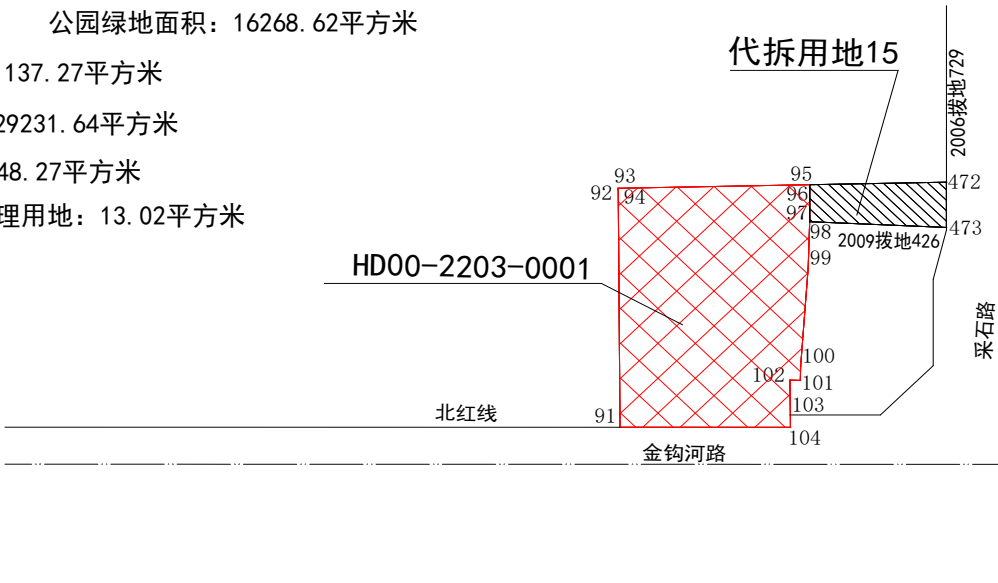 公园绿地面积：16268.62平方米
137.27平方米
29231.64平方米
48.27平方米
理用地：13.02平方米
代拆用地15
2006拨地729
93
95
472
92
94
96
97
98
473
2009拨地426
99
HD00-2203-0001
采石路
100
102
101
103
北红线
91
104
金钩河路